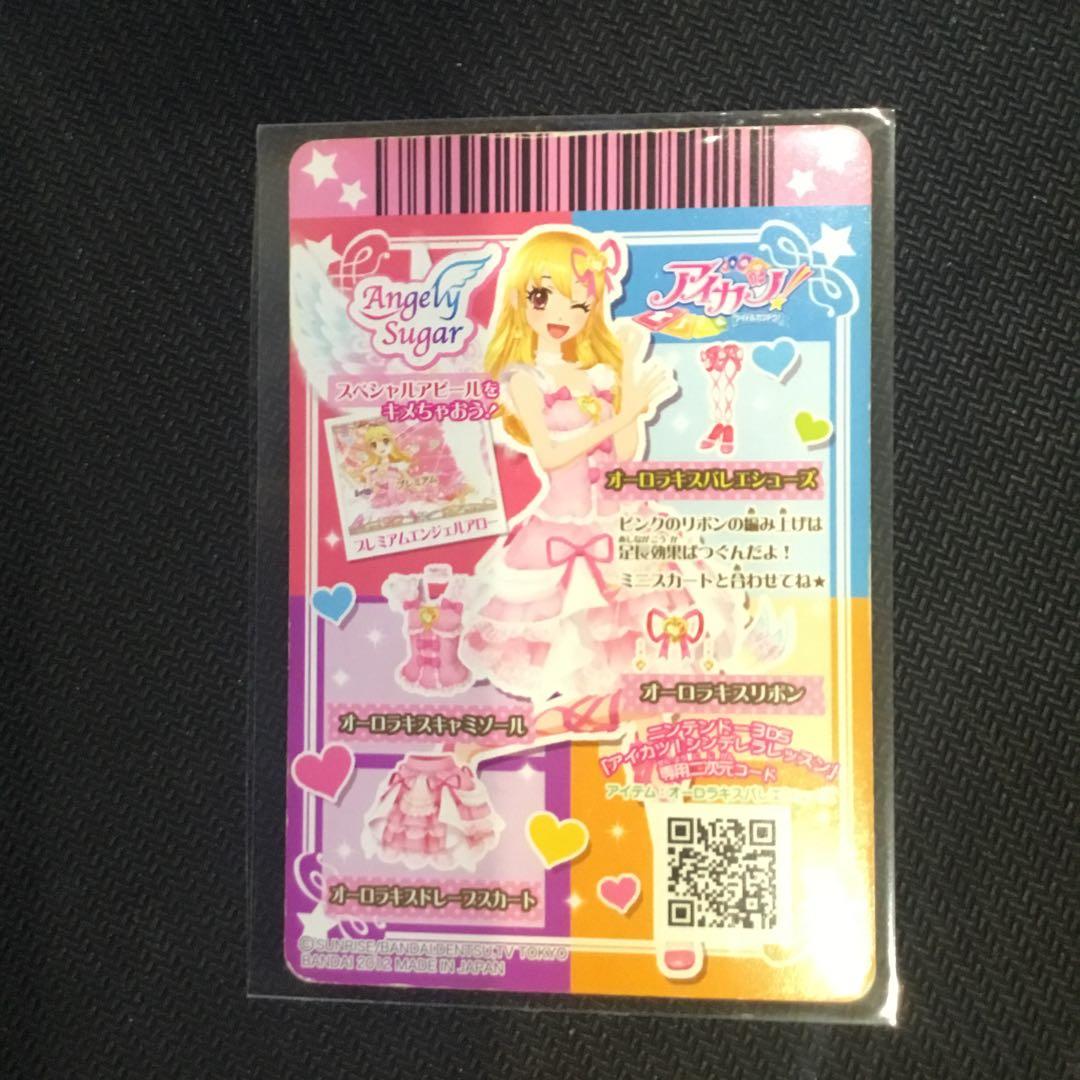 Angely
Sugar
アイカツ!
スペシャルアピールを
キメちゃおう!
プレミアム
プレミアムエンジェルアロー
オーロラキスバレエシューズ
ピンクのリボンの編み上げは
足長効果ばつぐんだよ!
ミニスカートと合わせてね★
オーロラキスリボン
オーロラキスキャミソール
ニンテンドー3DS
「アイカツ!シンデレラレッスン」
専用二次元コード
アイテム:オーロラキスバレエ
オーロラキスドレープスカート
©SUNRISE/BANDAI,DENTSU,TV TOKYO
BANDAI 2012 MADE IN JAPAN